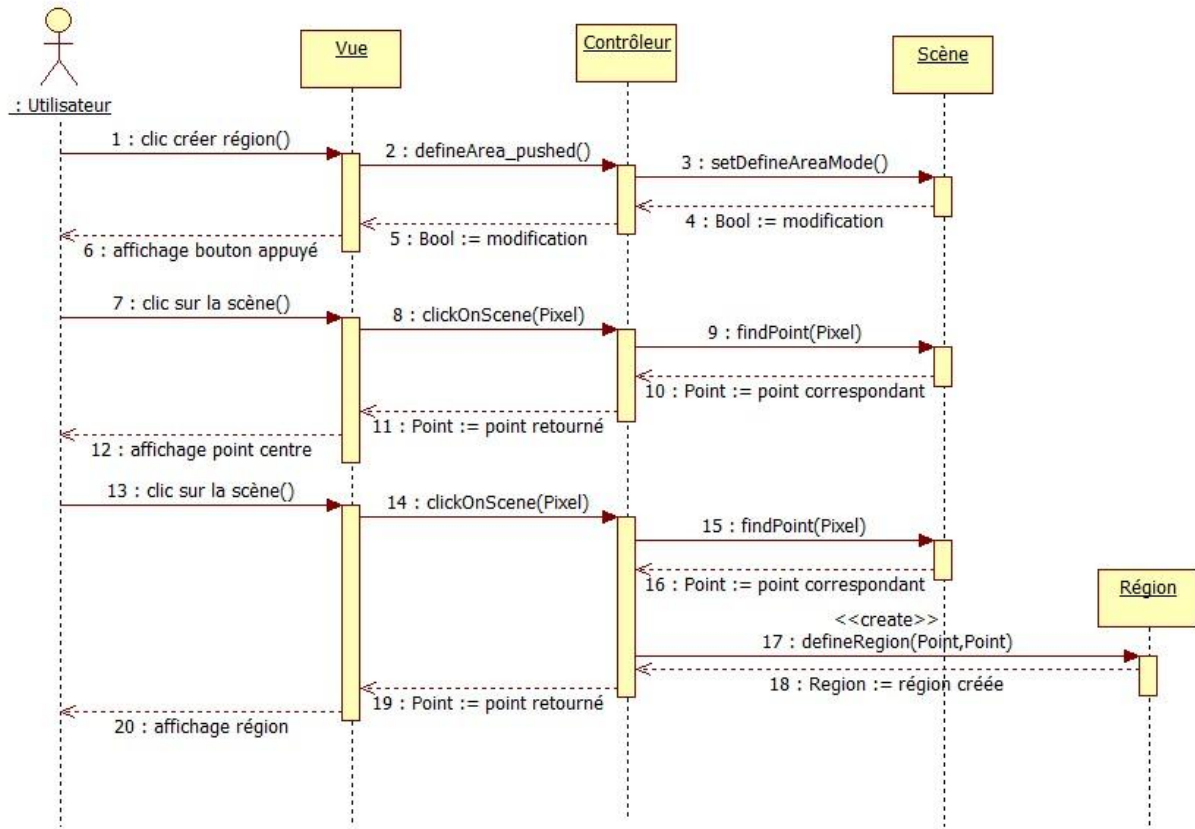 : Utilisateur
Vue
Contrôleur
Scène
1 : clic créer région()
2 : defineArea_pushed()
3 : setDefineAreaMode()
4 : Bool := modification
5 : Bool := modification
6 : affichage bouton appuyé
7 : clic sur la scène()
8 : clickOnScene(Pixel)
9 : findPoint(Pixel)
10 : Point := point correspondant
11 : Point := point retourné
12 : affichage point centre
13 : clic sur la scène()
14 : clickOnScene(Pixel)
15 : findPoint(Pixel)
16 : Point := point correspondant
Région
<<create>>
17 : defineRegion(Point,Point)
18 : Region := région créée
19 : Point := point retourné
20 : affichage région